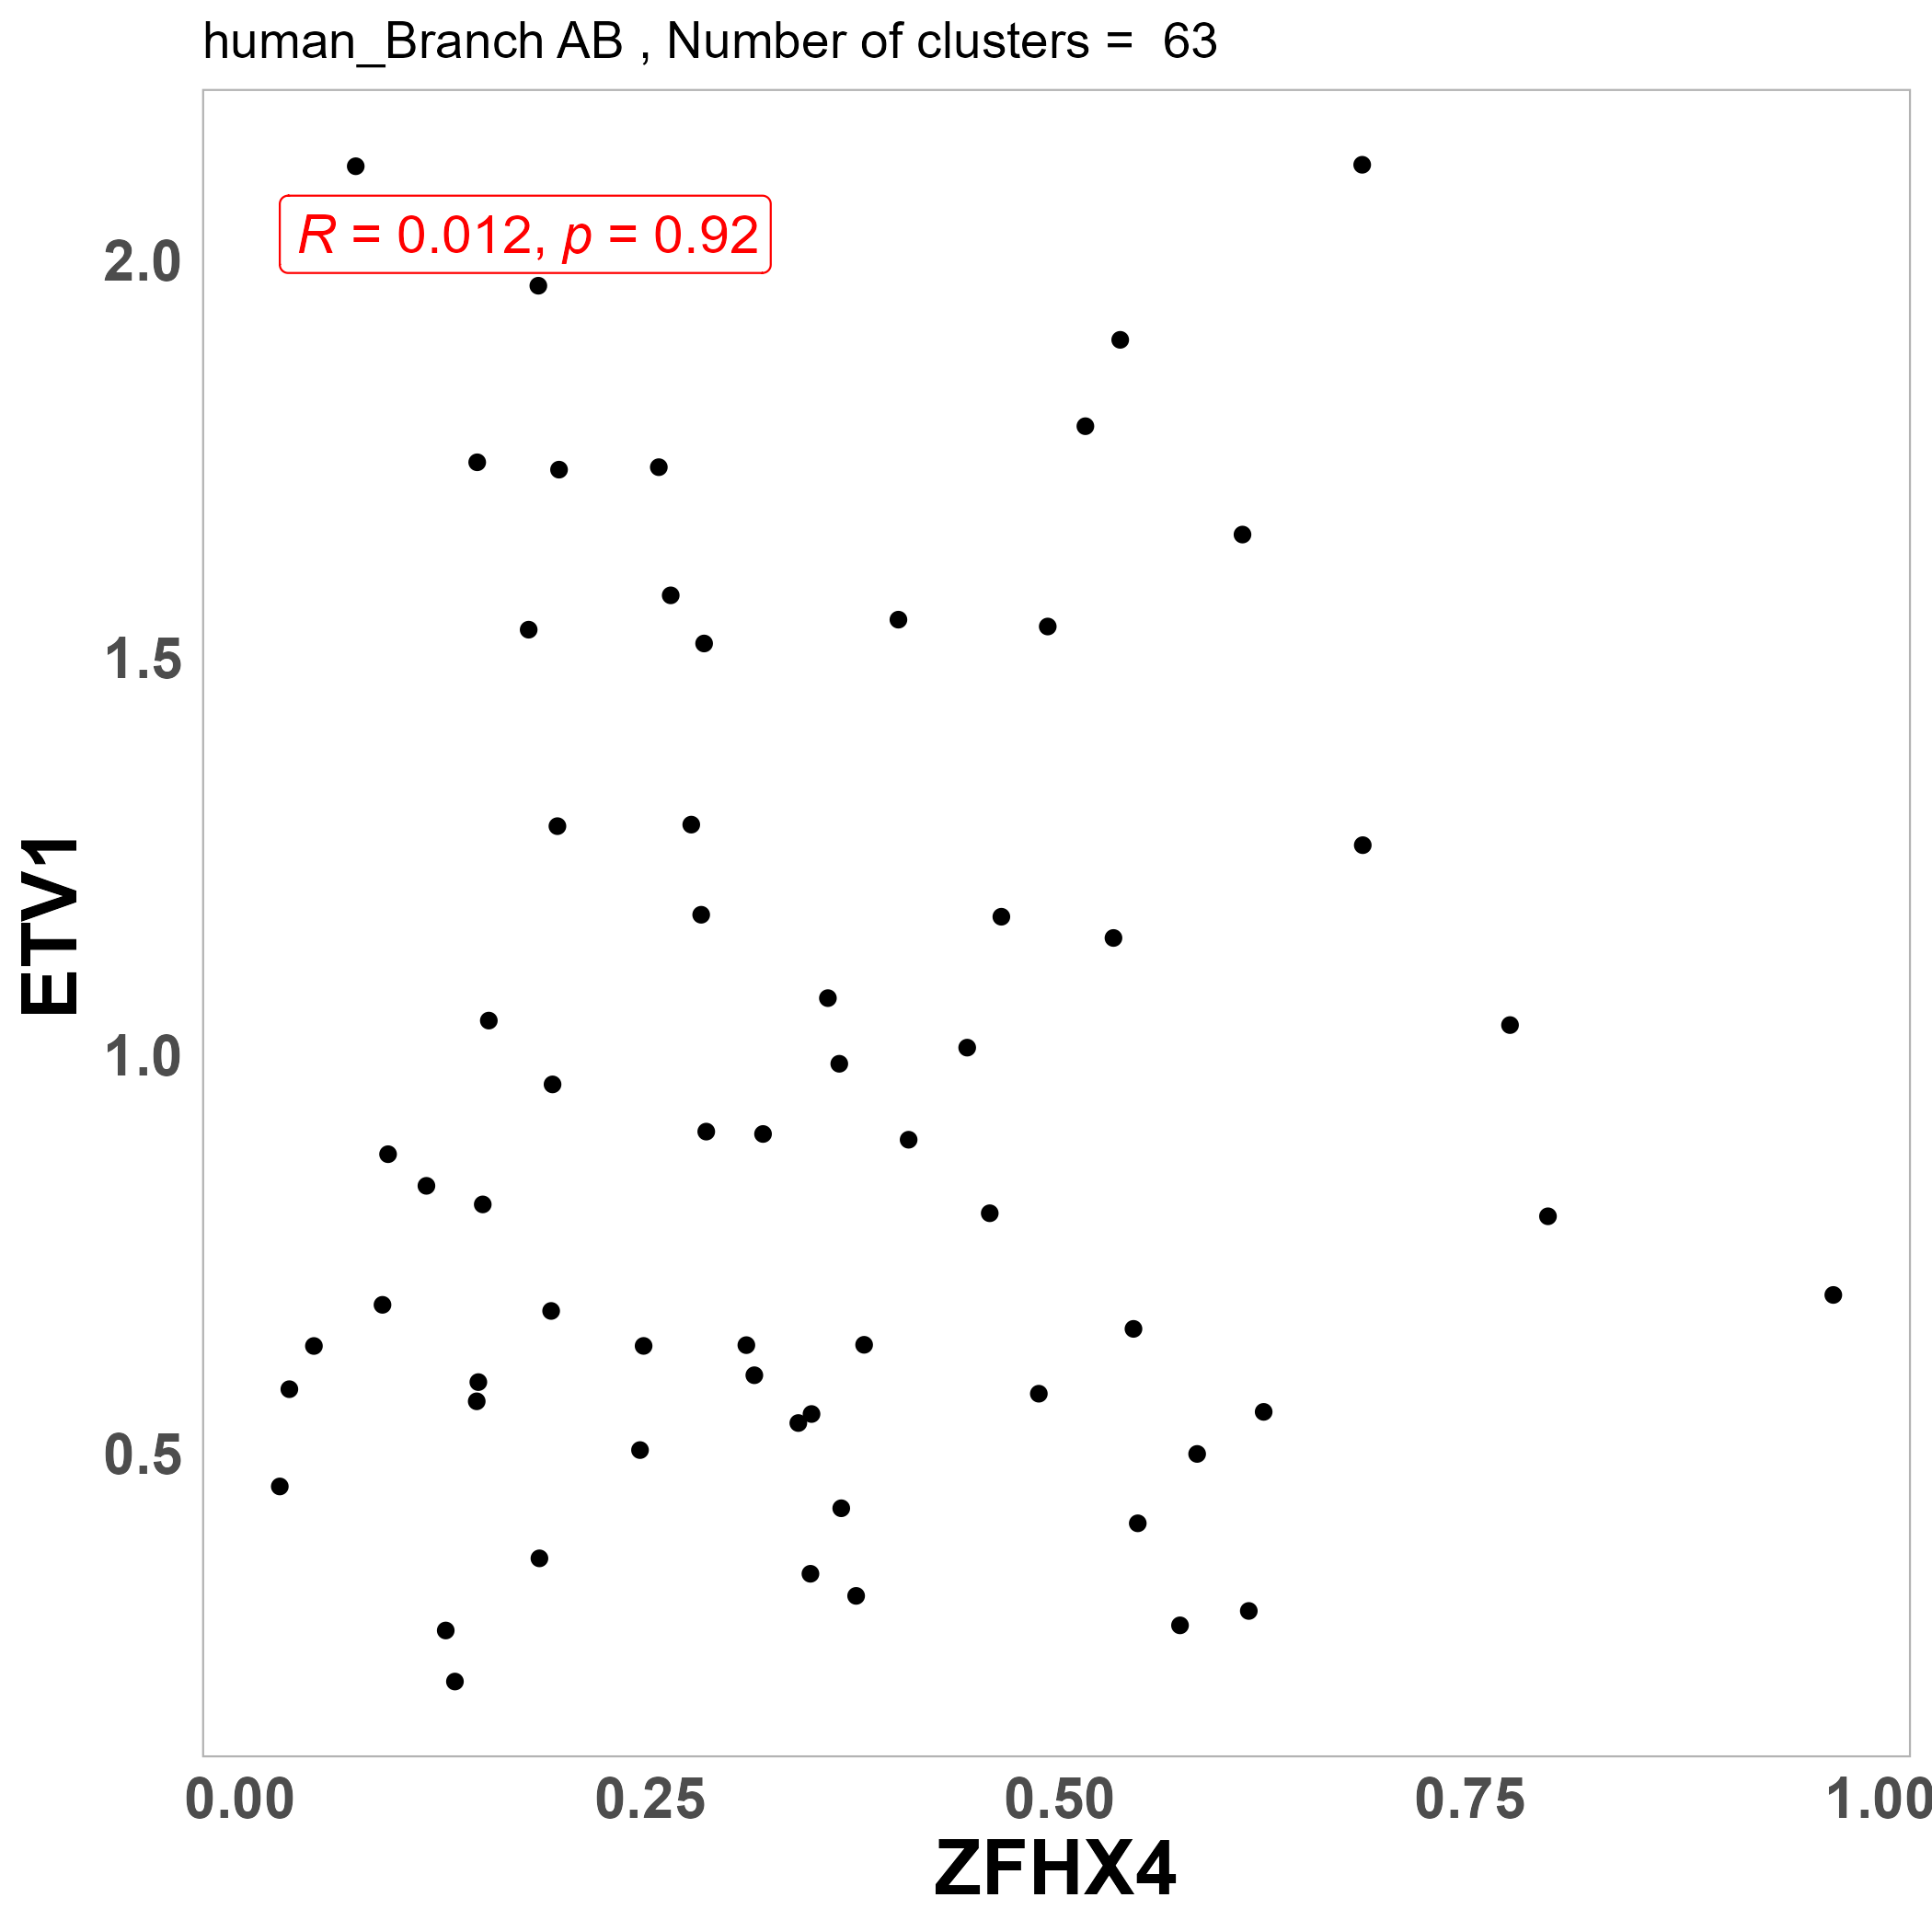 human_Branch AB , Number of clusters =  63
R = 0.012, p = 0.92
2.0
1.5
1.0
0.5
ETV1
0.00 0.25 0.50 0.75 1.00
ZFHX4